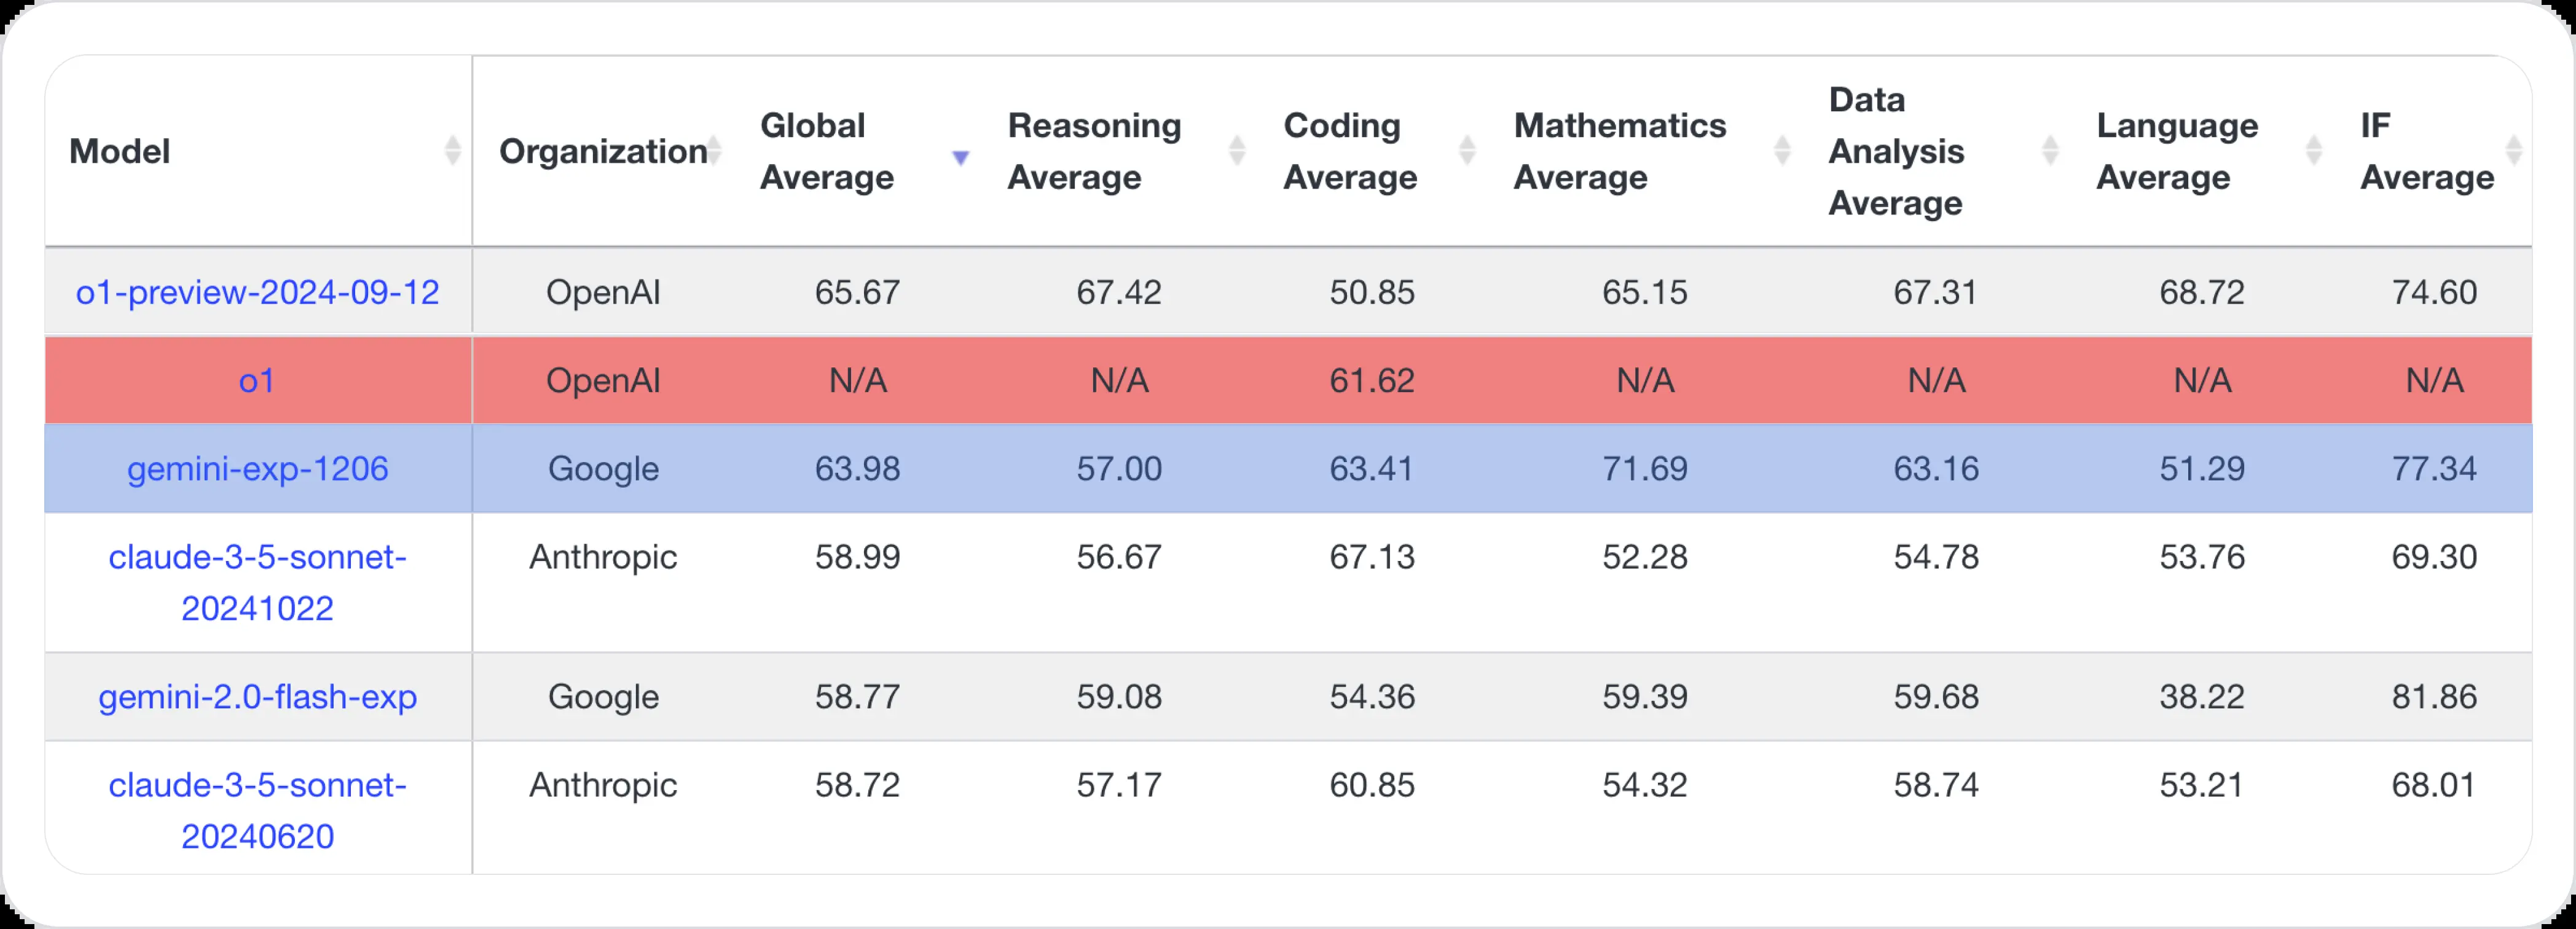 Model Organization Global Average Reasoning Average Coding Average Mathematics Average Data Analysis Average Language Average IF Average
o1-preview-2024-09-12 OpenAI 65.67 67.42 50.85 65.15 67.31 68.72 74.60
o1 OpenAI N/A N/A 61.62 N/A N/A N/A N/A
gemini-exp-1206 Google 63.98 57.00 63.41 71.69 63.16 51.29 77.34
claude-3-5-sonnet- Anthropic 58.99 56.67 67.13 52.28 54.78 53.76 69.30
20241022
gemini-2.0-flash-exp Google 58.77 59.08 54.36 59.39 59.68 38.22 81.86
claude-3-5-sonnet- Anthropic 58.72 57.17 60.85 54.32 58.74 53.21 68.01
20240620